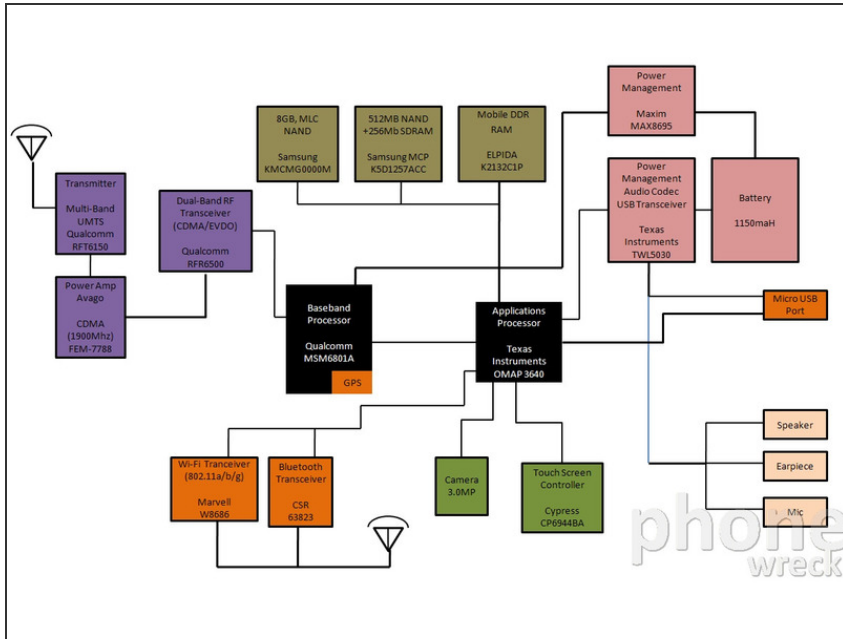 Power
Management
Maxim
MAX8695
8GB, MLC
NAND
Samsung
KMCMG0000M
512MB NAND
+256Mb SDRAM
Samsung MCP
K5D1257ACC
Mobile DDR
RAM
ELPIDA
K2132C1P
Transmitter
Multi-Band
UMTS
Qualcomm
RFT6150
Dual-Band RF
Transceiver
(CDMA/EVDO)
Qualcomm
RFR6500
Power
Management
Audio Codec
USB Transceiver
Texas
Instruments
TWL5030
Battery
1150maH
Power Amp
Avago
CDMA
(1900Mhz)
FEM-7788
Baseband
Processor
Qualcomm
MSM6801A
GPS
Applications
Processor
Texas
Instruments
OMAP 3640
Micro USB
Port
Speaker
Earpiece
Mic
Wi-Fi Tranceiver
(802.11a/b/g)
Marvell
W8686
Bluetooth
Transceiver
CSR
63823
Camera
3.0MP
Touch Screen
Controller
Cypress
CP6944BA
phone
wreck